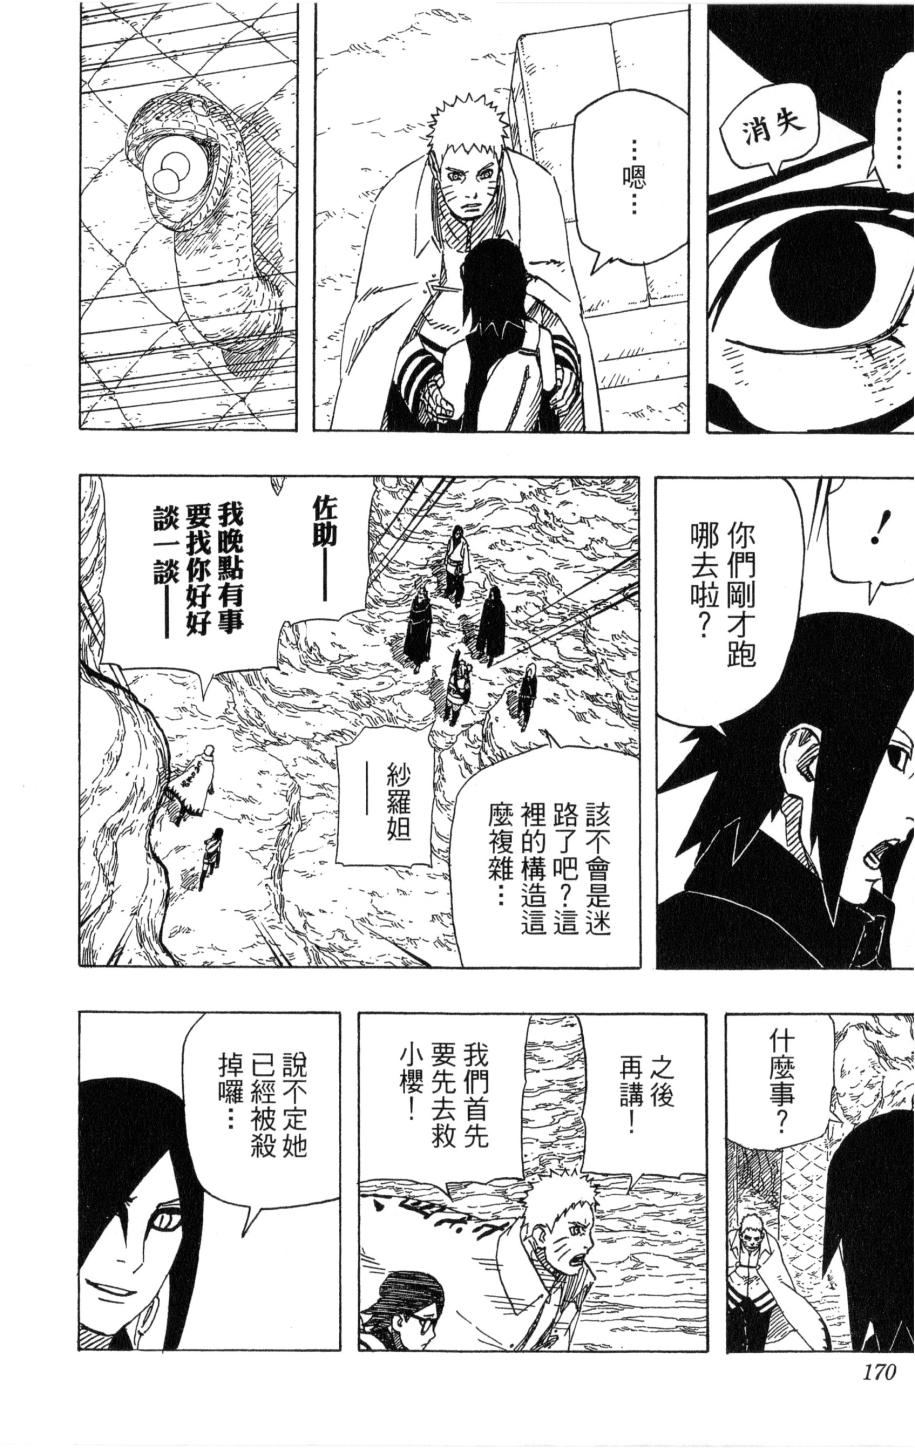 ………
消失
…嗯…
！
你們剛才跑
哪去啦？
該不會是迷
路了吧？這
裡的構造這
麼複雜…
紗羅妲
──
佐助──
我晚點有事
要找你好好
談一談──
什麼事？
之後
再講！
我們首先
要先去救
小櫻！
說不定她
已經被殺
掉囉…
170